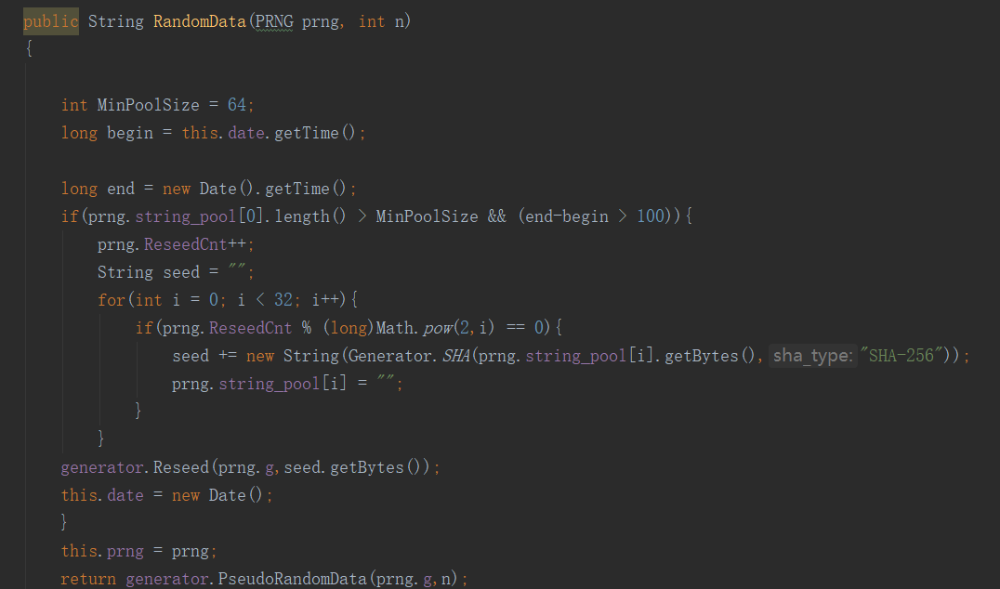 public String RandomData(PRNG prng, int n)
{
int MinPoolSize = 64;
long begin = this.date.getTime();
long end = new Date().getTime();
if(prng.string_pool[0].length() > MinPoolSize && (end-begin > 100)){
prng.ReseedCnt++;
String seed = "";
for(int i = 0; i < 32; i++){
if(prng.ReseedCnt % (long)Math.pow(2,i) == 0){
seed += new String(Generator.SHA(prng.string_pool[i].getBytes(), sha_type: "SHA-256"));
prng.string_pool[i] = "";
}
}
generator.Reseed(prng.g,seed.getBytes());
this.date = new Date();
}
this.prng = prng;
return generator.PseudoRandomData(prng.g,n);